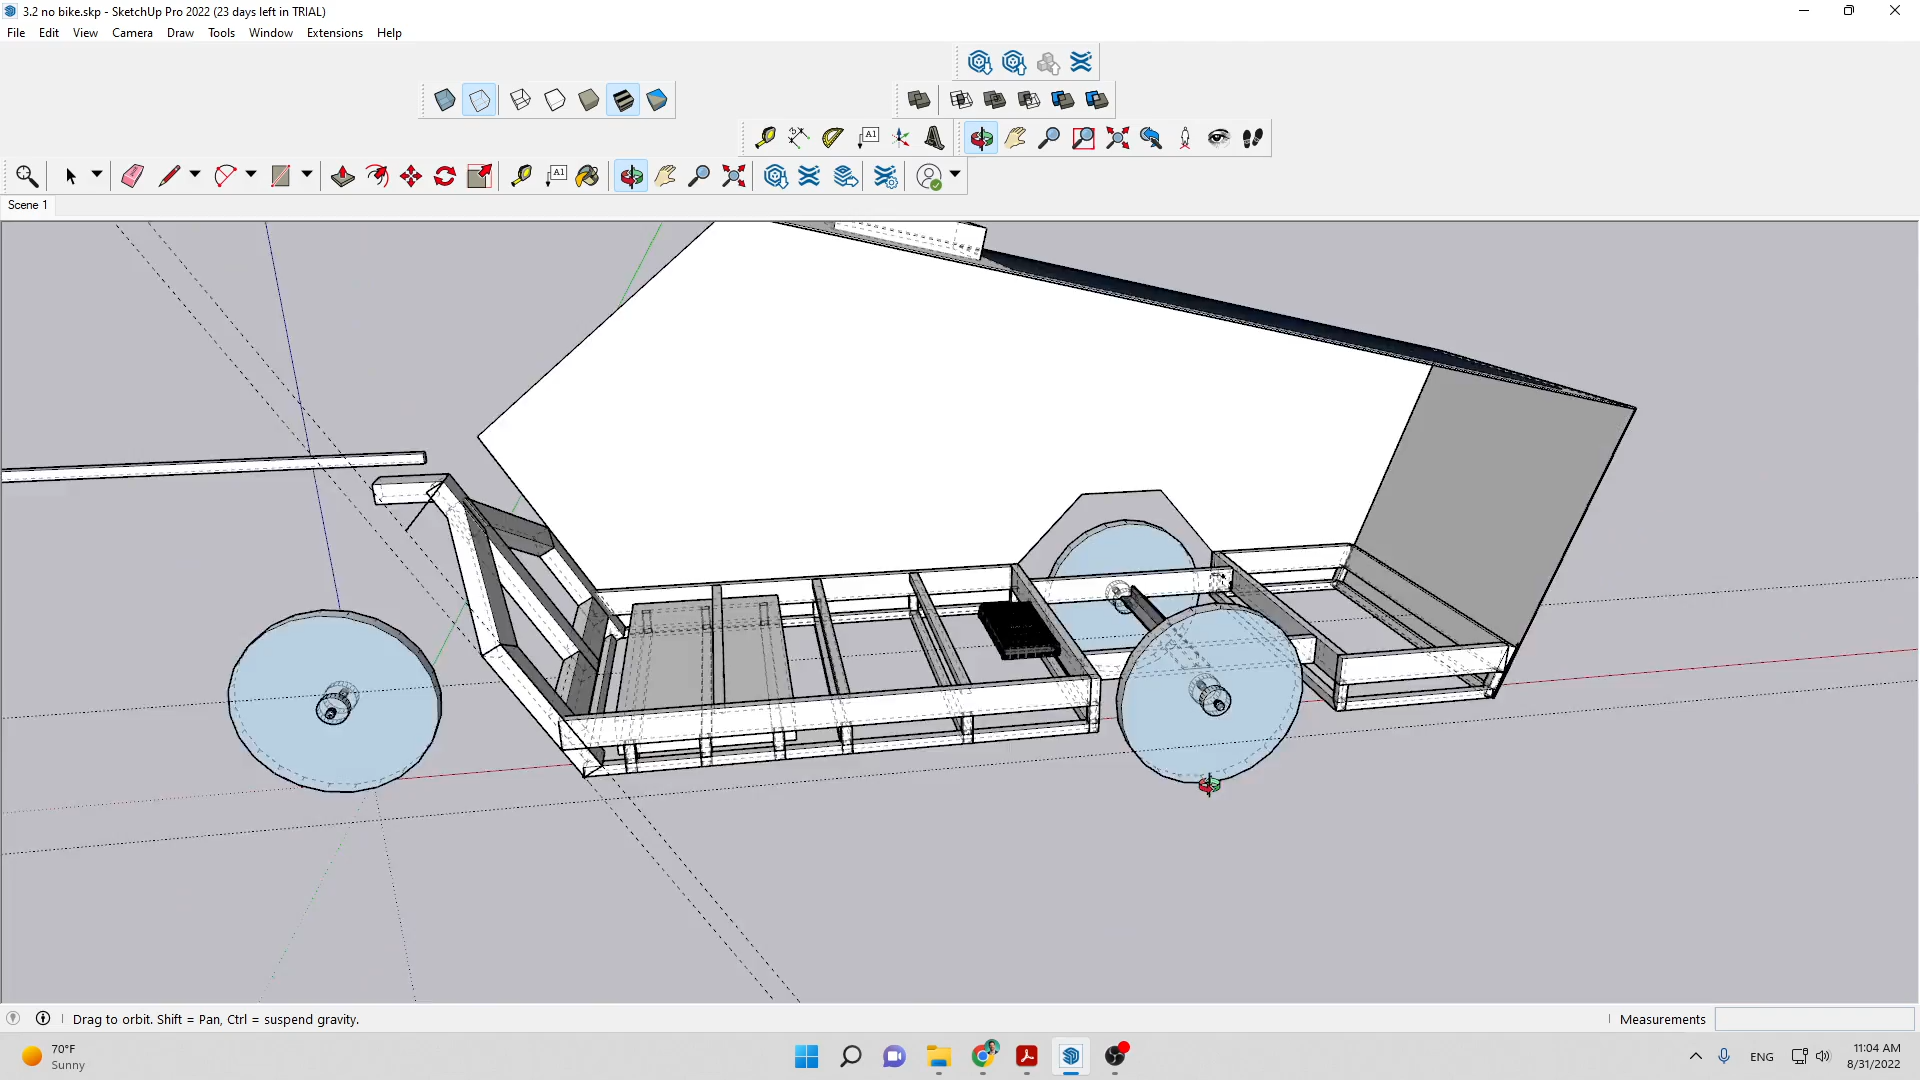 3.2 no bike.skp - SketchUp Pro 2022 (23 days left in TRIAL)
File Edit View Camera Draw Tools Window Extensions Help
A1
A1
Scene 1
Drag to orbit. Shift = Pan, Ctrl = suspend gravity.
Measurements
70°F
Sunny
ENG
11:04 AM
8/31/2022